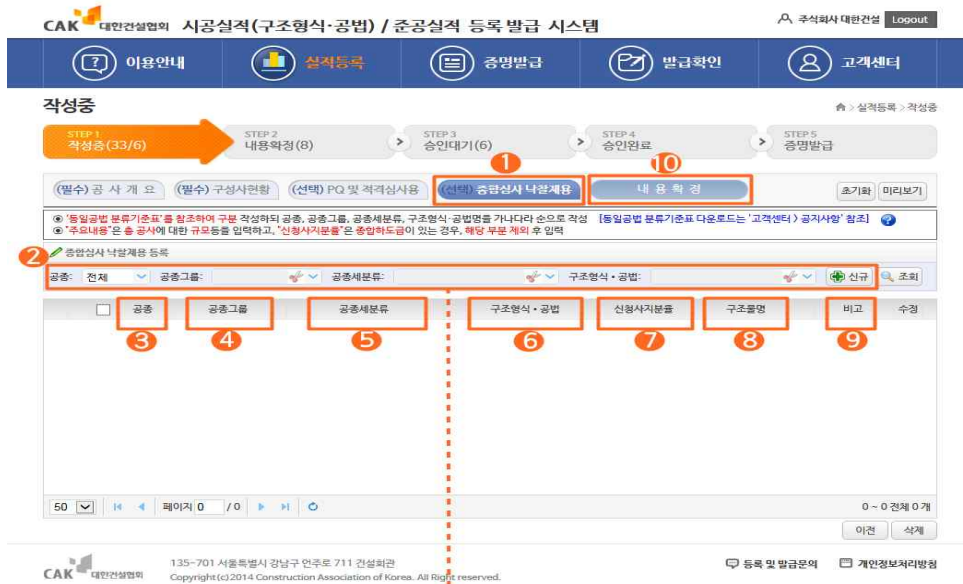 CAK 대한건설협회 시공실적(구조형식·공법) / 준공실적 등록 발급 시스템
주식회사 대한건설 Logout
이용안내 실적등록 증명발급 발급확인 고객센터
작성중
실적등록 > 작성중
STEP 1 STEP 2 STEP 3 STEP 4 STEP 5
작성중(33/6) 내용확정(8) > 승인대기(6) > 승인완료 > 증명발급
1 10
(필수) 공 사 개 요 (필수) 구성사현황 (선택) PQ 및 적격심사용 (선택) 종합심사 낙찰제용 내 용 확 정 초기화 미리보기
◉ '동일공법 분류기준표'를 참조하여 구분 작성하되 공종, 공종그룹, 공종세분류, 구조형식·공법명를 가나다라 순으로 작성 [동일공법 분류기준표 다운로드는 '고객센터 > 공지사항' 참조] ?
◉ "주요내용"은 총 공사에 대한 규모등을 입력하고, "신청사지분율"은 종합하도급이 있는 경우, 해당 부분 제외 후 입력
종합심사 낙찰제용 등록
2
공종: 전체 공종그룹: 공종세분류: 구조형식·공법: 신규 조회
공종 공종그룹 공종세분류 구조형식·공법 신청사지분율 구조물명 비고 수정
3 4 5 6 7 8 9
50 페이지 0 / 0 0 ~ 0 전체 0 개
이전 삭제
CAK 대한건설협회
135-701 서울특별시 강남구 언주로 711 건설회관
등록 및 발급문의 개인정보처리방침
Copyright(c)2014 Construction Association of Korea. All Right reserved.